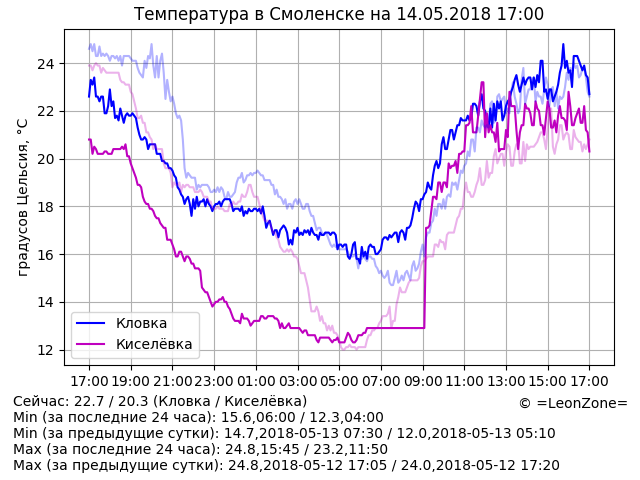 Температура в Смоленске на 14.05.2018 17:00
градусов Цельсия, °C
24
22
20
18
16
14
12
Кловка
Киселёвка
17:00 19:00 21:00 23:00 01:00 03:00 05:00 07:00 09:00 11:00 13:00 15:00 17:00
Сейчас: 22.7 / 20.3 (Кловка / Киселёвка)
© =LeonZone=
Min (за последние 24 часа): 15.6,06:00 / 12.3,04:00
Min (за предыдущие сутки): 14.7,2018-05-13 07:30 / 12.0,2018-05-13 05:10
Max (за последние 24 часа): 24.8,15:45 / 23.2,11:50
Max (за предыдущие сутки): 24.8,2018-05-12 17:05 / 24.0,2018-05-12 17:20